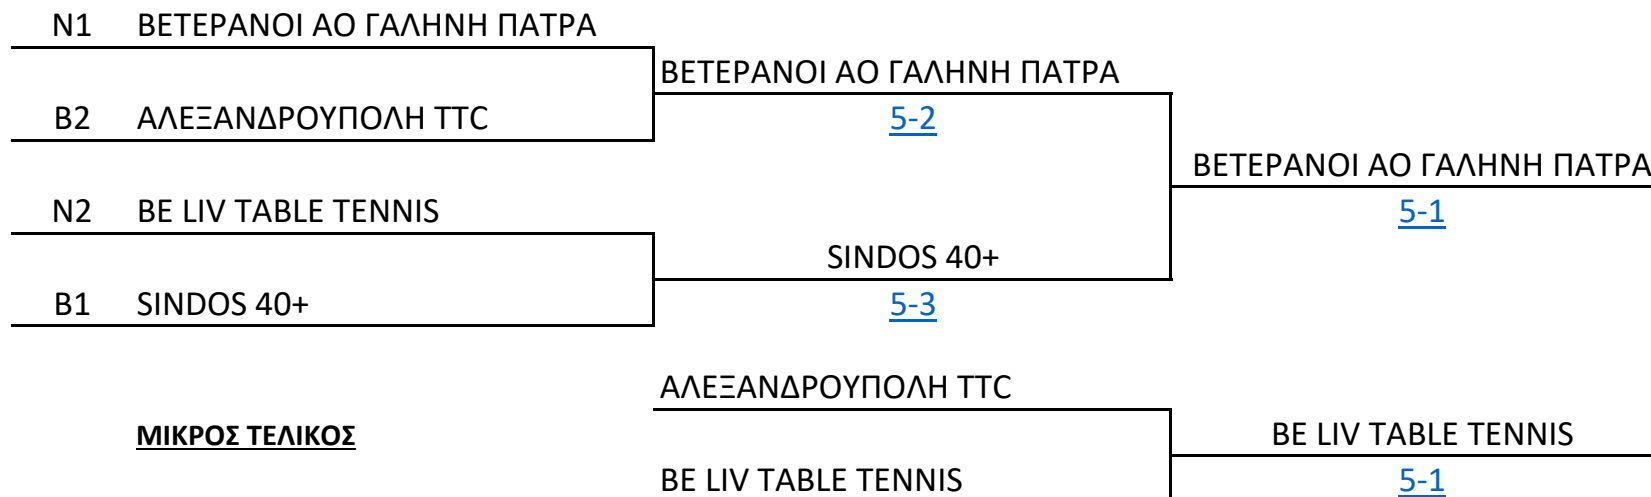 N1 ΒΕΤΕΡΑΝΟΙ ΑΟ ΓΑΛΗΝΗ ΠΑΤΡΑ
ΒΕΤΕΡΑΝΟΙ ΑΟ ΓΑΛΗΝΗ ΠΑΤΡΑ
B2 ΑΛΕΞΑΝΔΡΟΥΠΟΛΗ TTC
5-2
ΒΕΤΕΡΑΝΟΙ ΑΟ ΓΑΛΗΝΗ ΠΑΤΡΑ
N2 BE LIV TABLE TENNIS
5-1
SINDOS 40+
B1 SINDOS 40+
5-3
ΑΛΕΞΑΝΔΡΟΥΠΟΛΗ TTC
ΜΙΚΡΟΣ ΤΕΛΙΚΟΣ
BE LIV TABLE TENNIS
BE LIV TABLE TENNIS
5-1